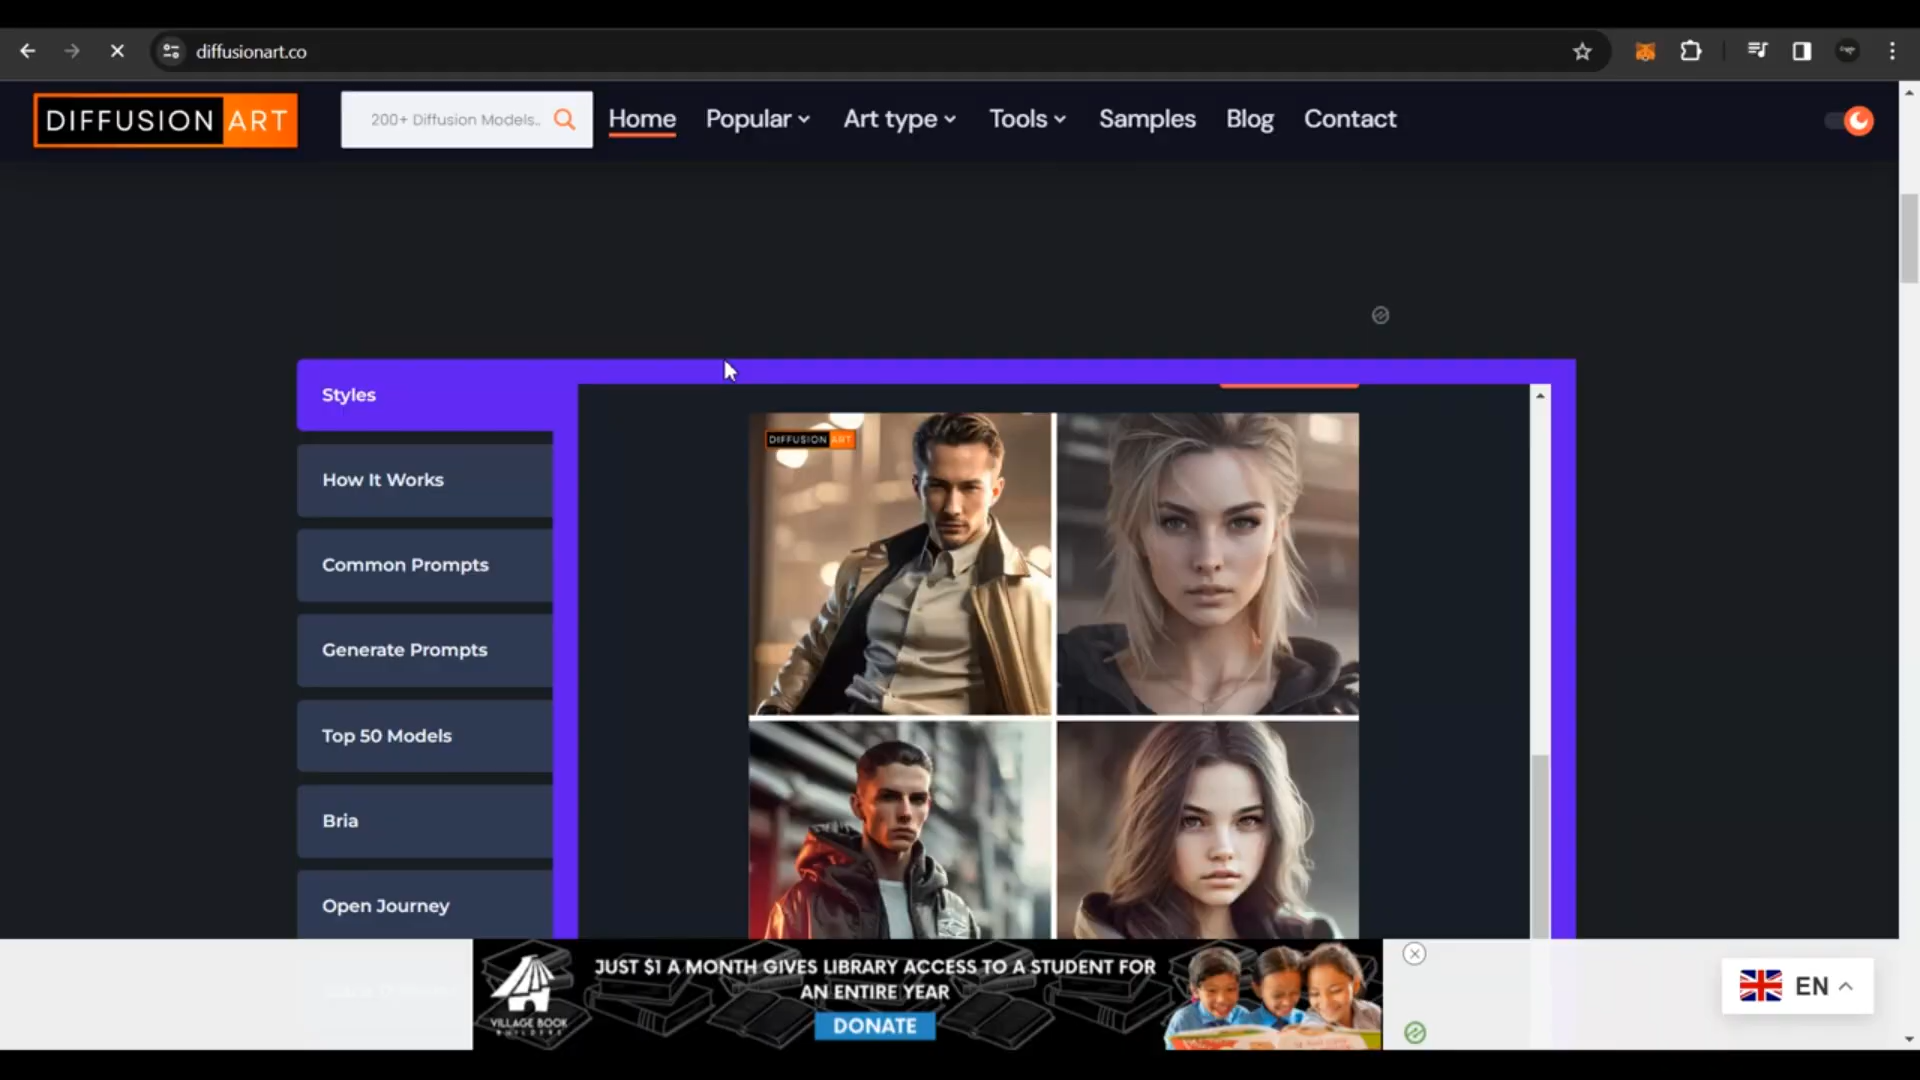 diffusionart.co
DIFFUSION ART
200+ Diffusion Models..
Home
Popular
Art type
Tools
Samples
Blog
Contact
Styles
How It Works
Common Prompts
Generate Prompts
Top 50 Models
Bria
Open Journey
DIFFUSION ART
VILLAGE BOOK
BUILDERS
JUST $1 A MONTH GIVES LIBRARY ACCESS TO A STUDENT FOR
AN ENTIRE YEAR
DONATE
EN